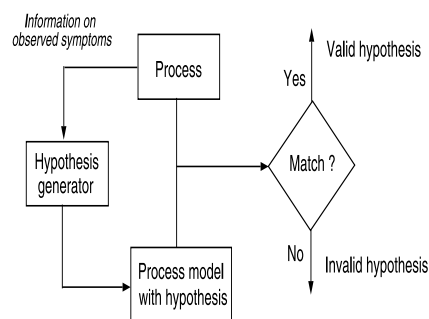 Information on
observed symptoms
Process
Yes
Valid hypothesis
Hypothesis
generator
Match ?
No
Invalid hypothesis
Process model
with hypothesis